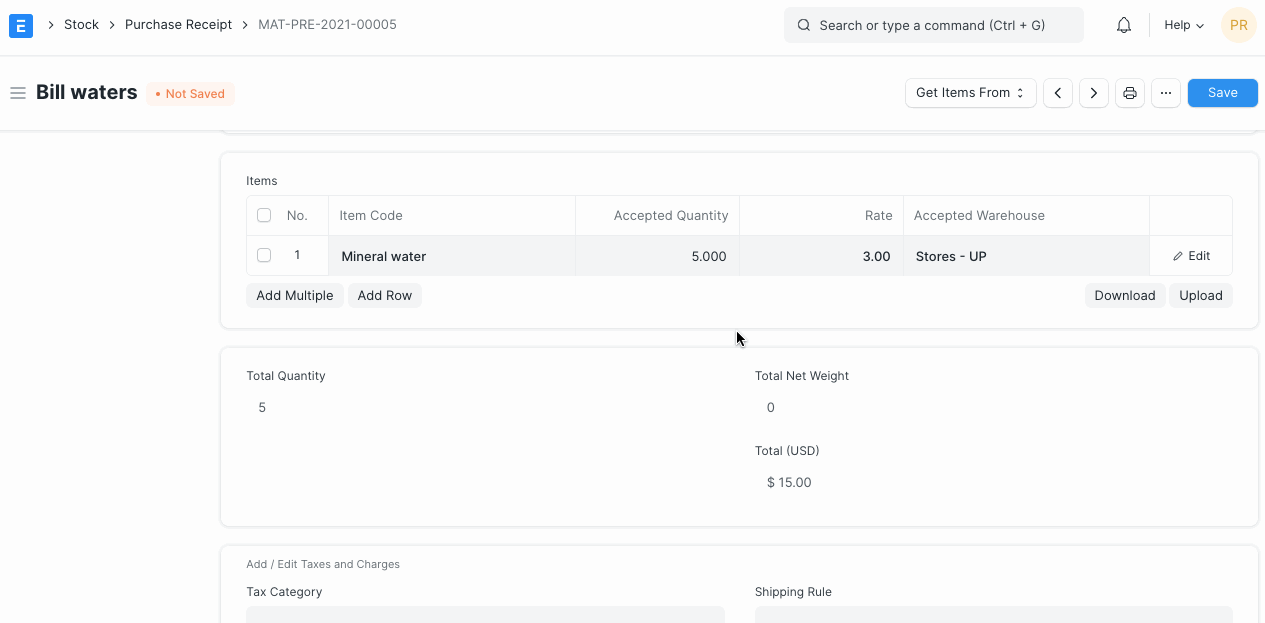 E Stock Purchase Receipt MAT-PRE-2021-00005 Search or type a command (Ctrl + G) Help PR
Bill waters • Not Saved Get Items From ... Save
Items
No. Item Code Accepted Quantity Rate Accepted Warehouse
1 Mineral water 5.000 3.00 Stores - UP Edit
Add Multiple Add Row Download Upload
Total Quantity Total Net Weight
5 0
Total (USD)
$ 15.00
Add / Edit Taxes and Charges
Tax Category Shipping Rule